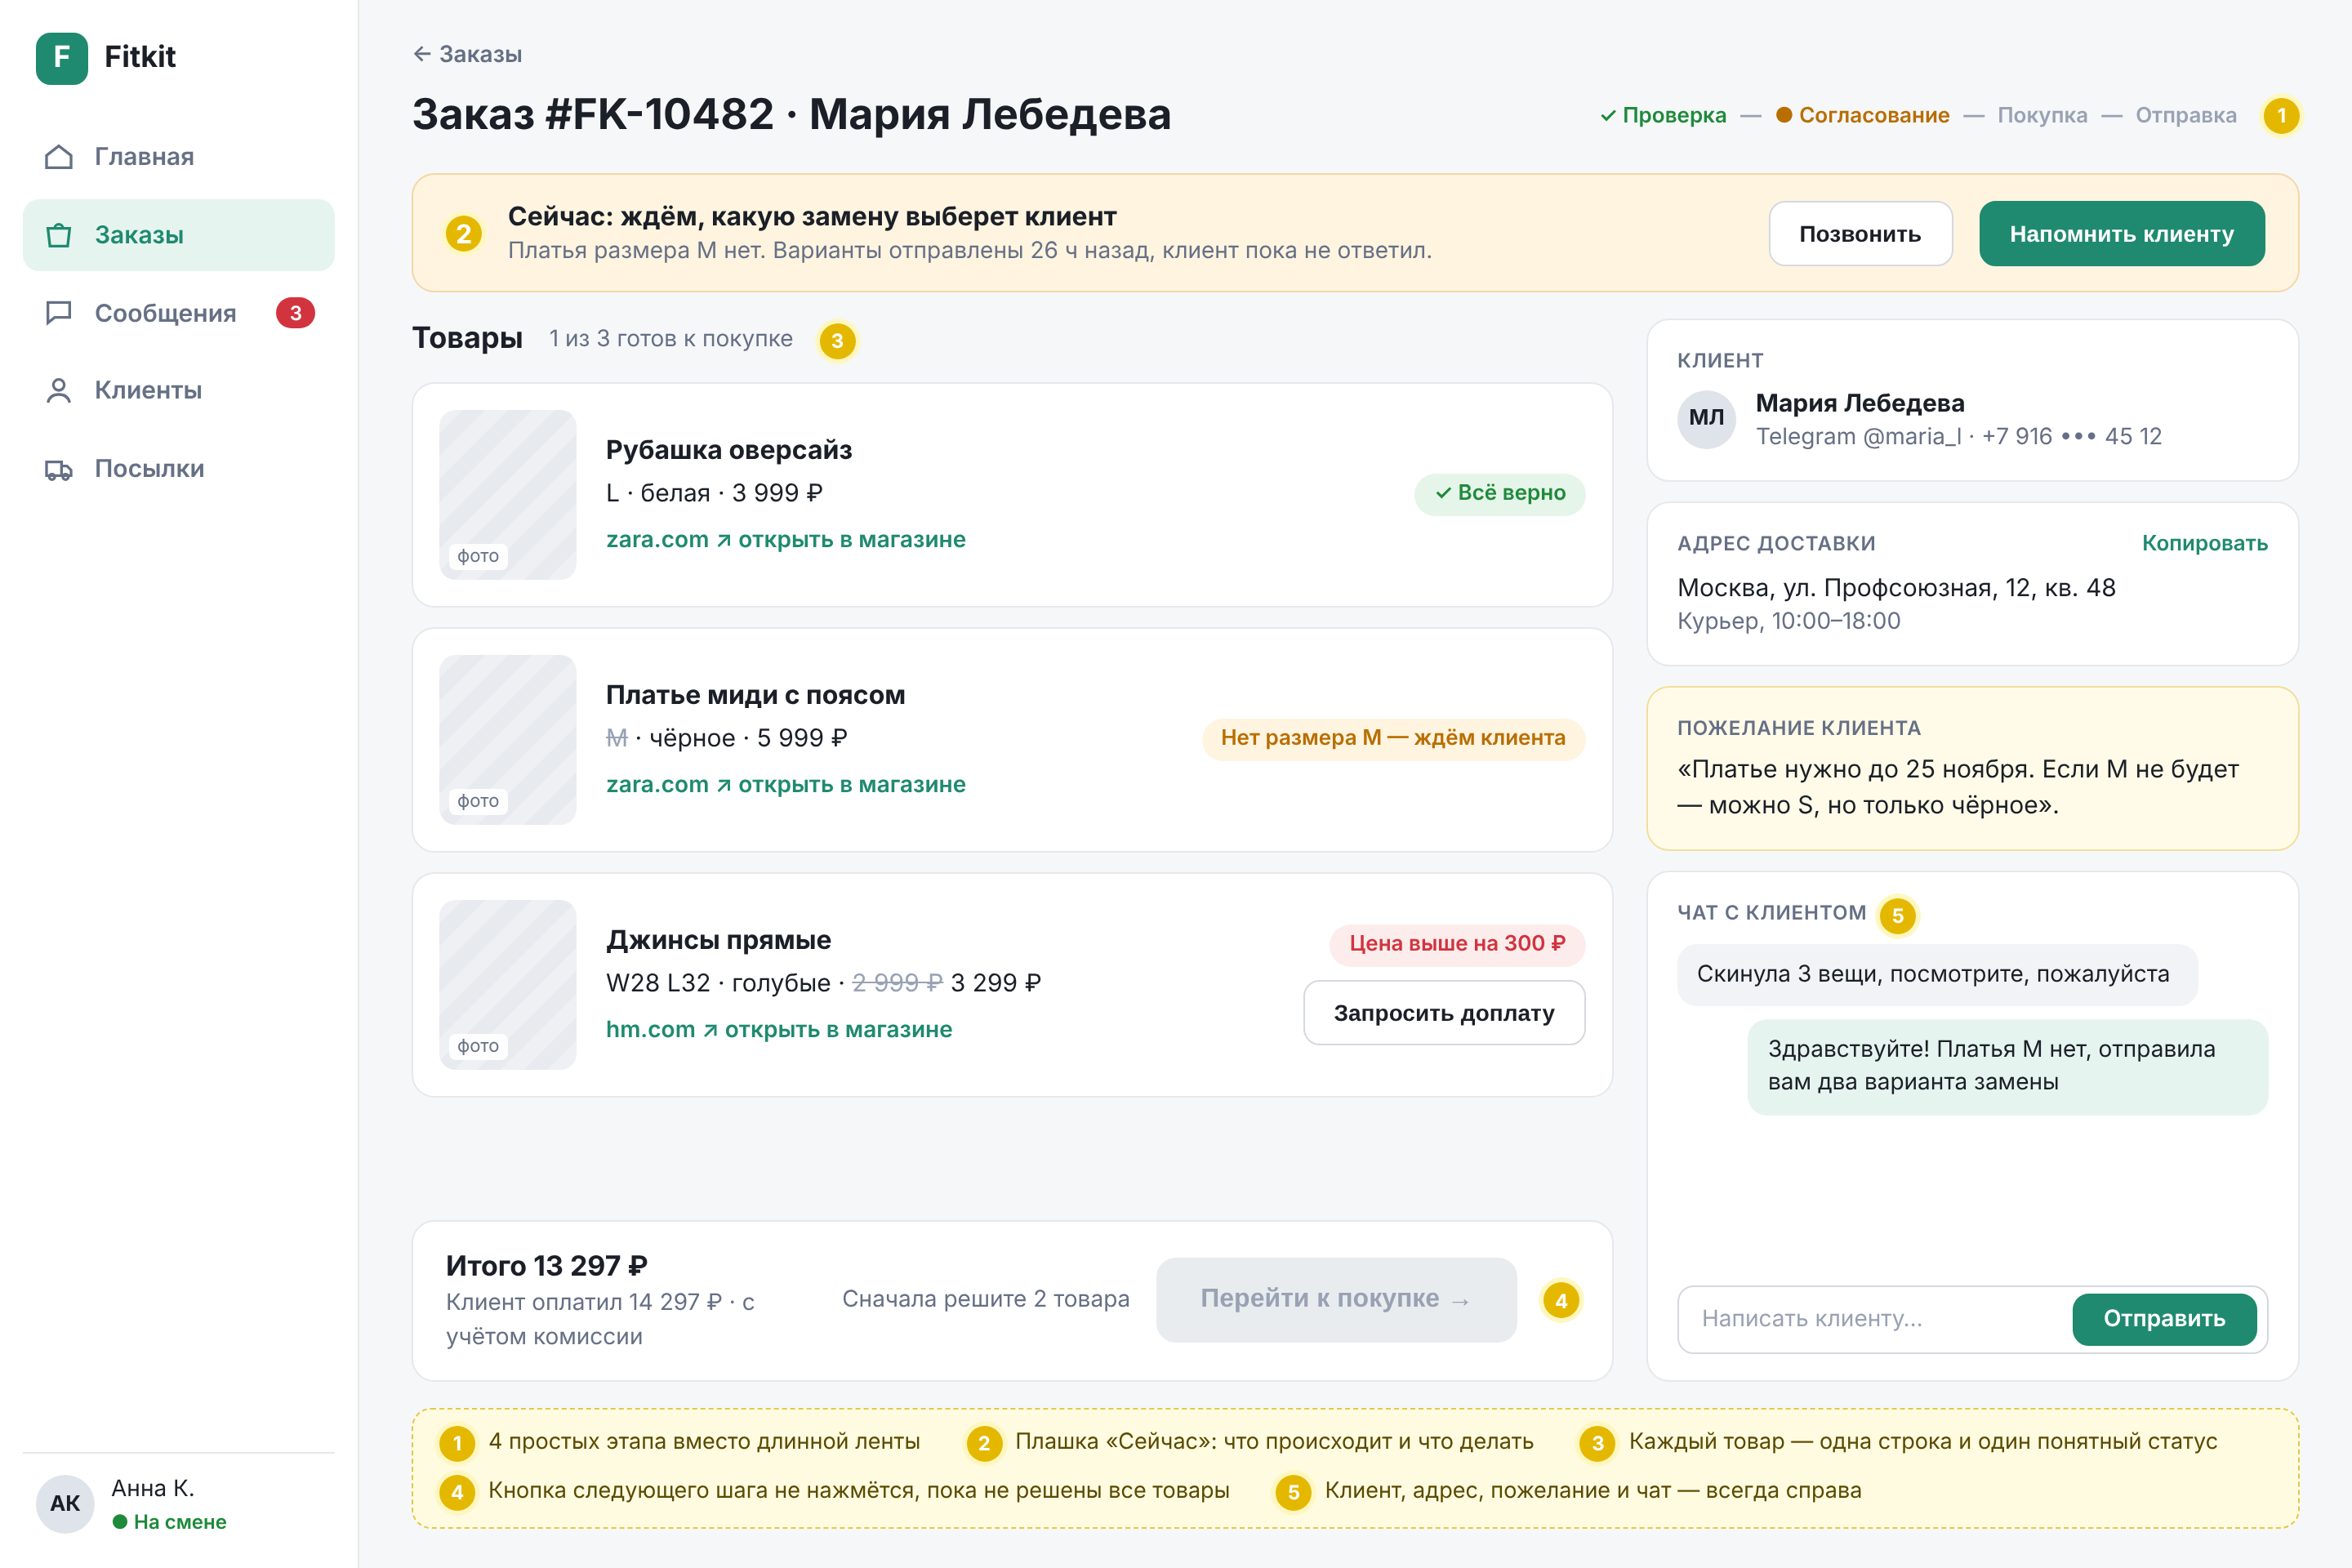 F Fitkit
Главная
Заказы
Сообщения 3
Клиенты
Посылки
АК Анна К.
На смене
← Заказы
Заказ #FK-10482 · Мария Лебедева
✓ Проверка — ● Согласование — Покупка — Отправка 1
2 Сейчас: ждём, какую замену выберет клиент
Платья размера M нет. Варианты отправлены 26 ч назад, клиент пока не ответил.
Позвонить
Напомнить клиенту
Товары 1 из 3 готов к покупке 3
фото
Рубашка оверсайз
L · белая · 3 999 ₽
zara.com ↗ открыть в магазине
✓ Всё верно
фото
Платье миди с поясом
M · чёрное · 5 999 ₽
zara.com ↗ открыть в магазине
Нет размера M — ждём клиента
фото
Джинсы прямые
W28 L32 · голубые · 2 999 ₽ 3 299 ₽
hm.com ↗ открыть в магазине
Цена выше на 300 ₽
Запросить доплату
Итого 13 297 ₽
Клиент оплатил 14 297 ₽ · с
учётом комиссии
Сначала решите 2 товара
Перейти к покупке →
4
КЛИЕНТ
МЛ Мария Лебедева
Telegram @maria_l · +7 916 ••• 45 12
АДРЕС ДОСТАВКИ Копировать
Москва, ул. Профсоюзная, 12, кв. 48
Курьер, 10:00–18:00
ПОЖЕЛАНИЕ КЛИЕНТА
«Платье нужно до 25 ноября. Если M не будет
— можно S, но только чёрное».
ЧАТ С КЛИЕНТОМ 5
Скинула 3 вещи, посмотрите, пожалуйста
Здравствуйте! Платья M нет, отправила
вам два варианта замены
Написать клиенту...
Отправить
1 4 простых этапа вместо длинной ленты 2 Плашка «Сейчас»: что происходит и что делать 3 Каждый товар — одна строка и один понятный статус
4 Кнопка следующего шага не нажмётся, пока не решены все товары 5 Клиент, адрес, пожелание и чат — всегда справа